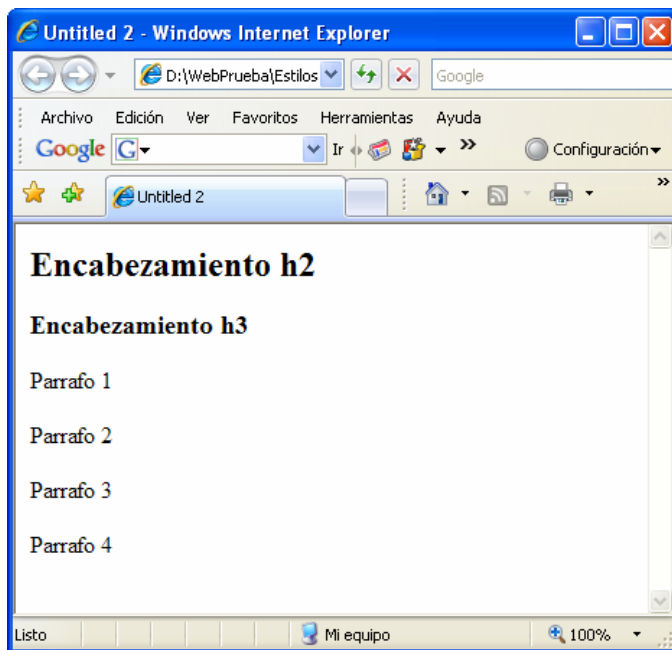 Untitled 2 - Windows Internet Explorer
D:\WebPrueba\Estilos
Google
Archivo Edición Ver Favoritos Herramientas Ayuda
Google G Ir » Configuración
Untitled 2 »
Encabezamiento h2
Encabezamiento h3
Parrafo 1
Parrafo 2
Parrafo 3
Parrafo 4
Listo Mi equipo 100%